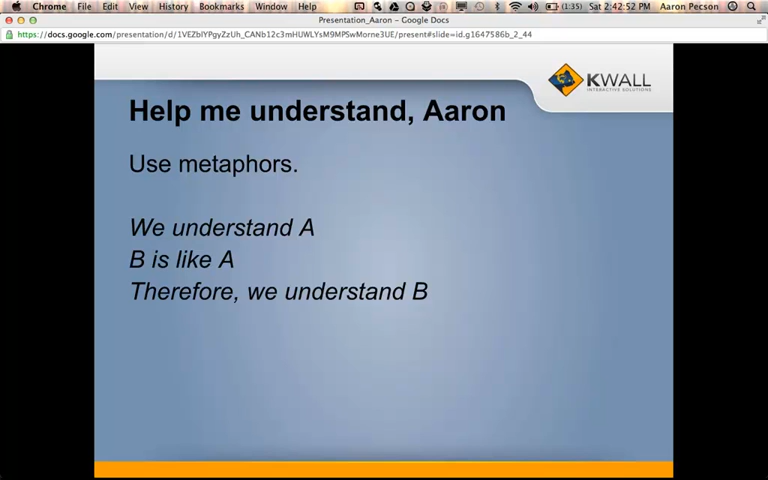 Chrome File Edit View History Bookmarks Window Help (1:35) Sat 2:42:52 PM Aaron Pecson
Presentation_Aaron – Google Docs
https://docs.google.com/presentation/d/1VEZblYPgyZzUh_CANb12c3mHUWLYsM9MPSwMorne3UE/present#slide=id.g1647586b_2_44
KWALL
INTERACTIVE SOLUTIONS
Help me understand, Aaron
Use metaphors.
We understand A
B is like A
Therefore, we understand B